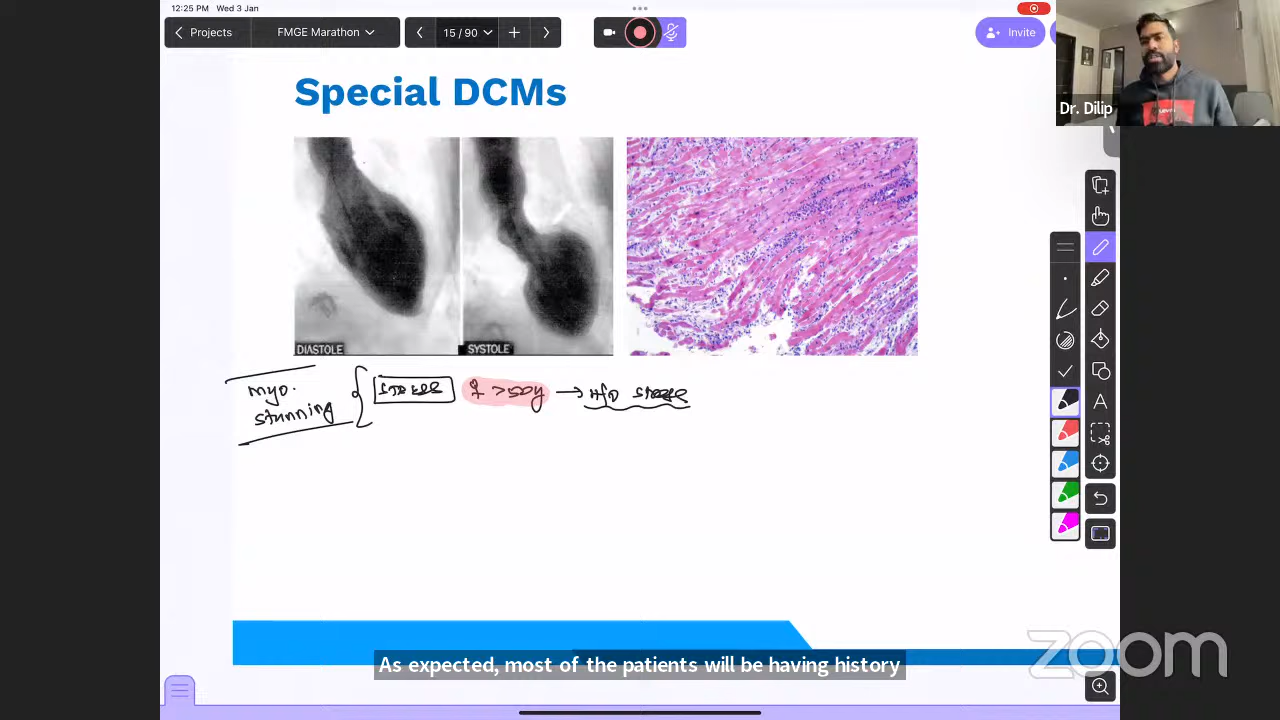 12:25 PM Wed 3 Jan
Projects
FMGE Marathon
15 / 90
Invite
Dr. Dilip
Special DCMs
DIASTOLE
SYSTOLE
myo.
stunning
stress
♀ >50y → H/O stress
zoom
As expected, most of the patients will be having history